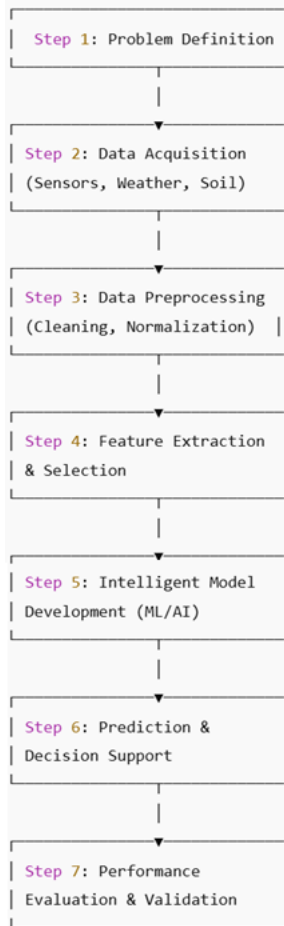 Step 1: Problem Definition
Step 2: Data Acquisition
(Sensors, Weather, Soil)
Step 3: Data Preprocessing
(Cleaning, Normalization)
Step 4: Feature Extraction
& Selection
Step 5: Intelligent Model
Development (ML/AI)
Step 6: Prediction &
Decision Support
Step 7: Performance
Evaluation & Validation